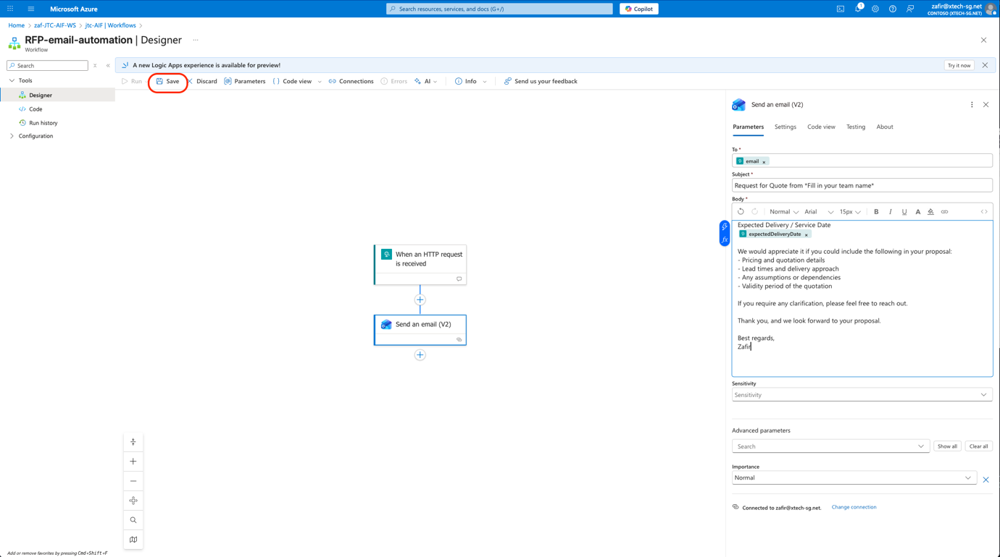 Microsoft Azure
Search resources, services, and docs (G+/)
Copilot
1
zafir@xtech-sg.net
CONTOSO (XTECH-SG.NET)
Home > zaf-JTC-AIF-WS > jtc-AIF | Workflows >
RFP-email-automation | Designer ...
Workflow
Search
A new Logic Apps experience is available for preview!
Try it now
Tools
Designer
Code
Run history
Configuration
Run Save Discard Parameters Code view Connections Errors AI Info Send us your feedback
When an HTTP request
is received
Send an email (V2)
Send an email (V2)
Parameters Settings Code view Testing About
To *
email x
Subject *
Request for Quote from *Fill in your team name*
Body *
Normal Arial 15px B I U A
fx
Expected Delivery / Service Date
expectedDeliveryDate x
We would appreciate it if you could include the following in your proposal:
- Pricing and quotation details
- Lead times and delivery approach
- Any assumptions or dependencies
- Validity period of the quotation
If you require any clarification, please feel free to reach out.
Thank you, and we look forward to your proposal.
Best regards,
Zafir
Sensitivity
Sensitivity
Advanced parameters
Search
Show all
Clear all
Importance
Normal
Connected to zafir@xtech-sg.net. Change connection
Add or remove favorites by pressing Cmd+Shift+F